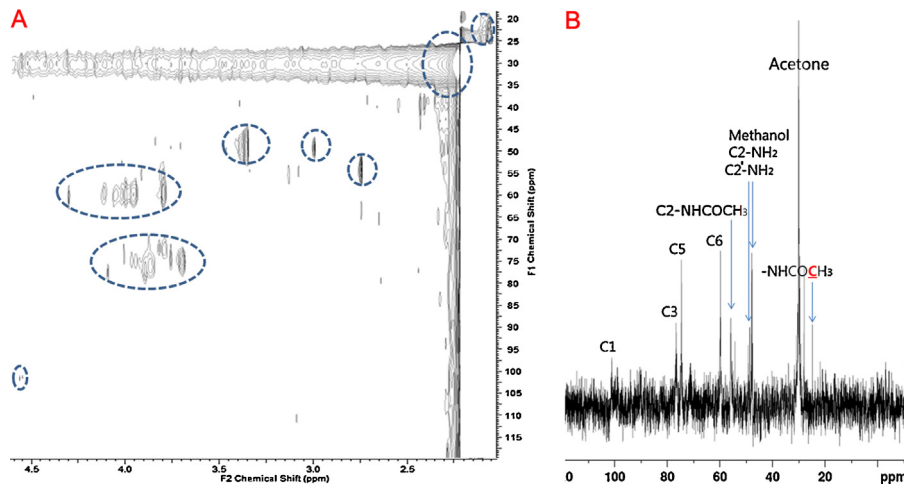 A
B
20
25
30
35
40
45
50
55
60
65
70
75
80
85
90
95
100
105
110
115
F1 Chemical Shift (ppm)
4.5
4.0
3.5
3.0
2.5
F2 Chemical Shift (ppm)
Acetone
Methanol
C2-NH₂
C2'-NH₂
C2-NHCOCH₃
C5
C6
-NHCOCH₃
C3
C1
0
100
80
60
40
20
ppm